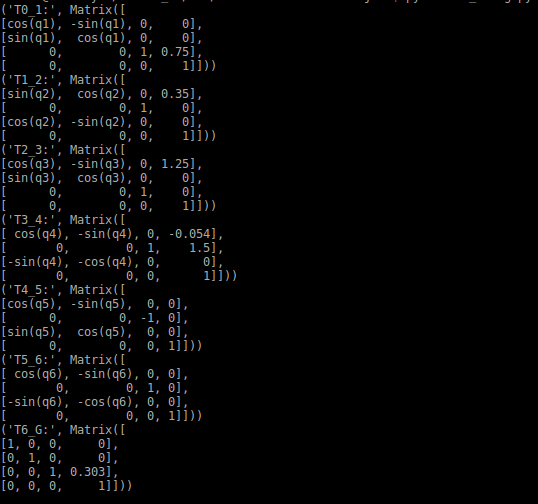 ('T0_1:', Matrix([
[cos(q1), -sin(q1), 0,    0],
[sin(q1),  cos(q1), 0,    0],
[      0,        0, 1, 0.75],
[      0,        0, 0,    1]]))
('T1_2:', Matrix([
[sin(q2),  cos(q2), 0, 0.35],
[      0,        0, 1,    0],
[cos(q2), -sin(q2), 0,    0],
[      0,        0, 0,    1]]))
('T2_3:', Matrix([
[cos(q3), -sin(q3), 0, 1.25],
[sin(q3),  cos(q3), 0,    0],
[      0,        0, 1,    0],
[      0,        0, 0,    1]]))
('T3_4:', Matrix([
[ cos(q4), -sin(q4), 0, -0.054],
[       0,        0, 1,    1.5],
[-sin(q4), -cos(q4), 0,      0],
[       0,        0, 0,      1]]))
('T4_5:', Matrix([
[cos(q5), -sin(q5),  0, 0],
[      0,        0, -1, 0],
[sin(q5),  cos(q5),  0, 0],
[      0,        0,  0, 1]]))
('T5_6:', Matrix([
[ cos(q6), -sin(q6), 0, 0],
[       0,        0, 1, 0],
[-sin(q6), -cos(q6), 0, 0],
[       0,        0, 0, 1]]))
('T6_G:', Matrix([
[1, 0, 0,     0],
[0, 1, 0,     0],
[0, 0, 1, 0.303],
[0, 0, 0,     1]]))